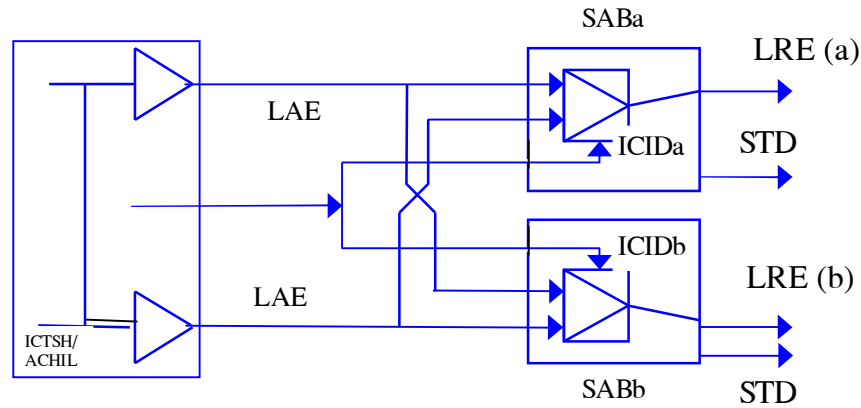 SABa
LRE (a)
LAE
STD
ICIDa
ICIDb
LAE
LRE (b)
ICTSH/
ACHIL
SABb
STD